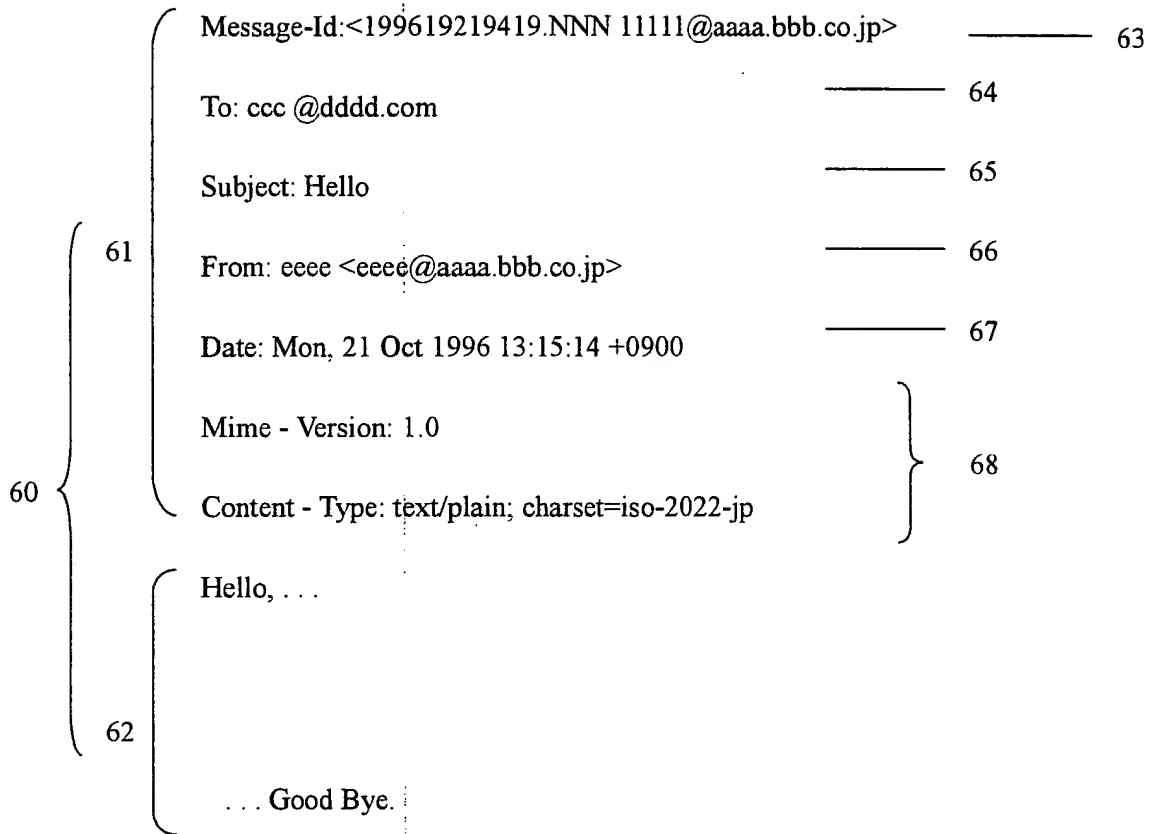 Message-Id:<199619219419.NNN 11111@aaaa.bbb.co.jp> 63
To: ccc @dddd.com 64
Subject: Hello 65
61 From: eeee <eeee@aaaa.bbb.co.jp> 66
Date: Mon, 21 Oct 1996 13:15:14 +0900 67
Mime - Version: 1.0
68
60
Content - Type: text/plain; charset=iso-2022-jp
Hello, . . .
62
. . . Good Bye.